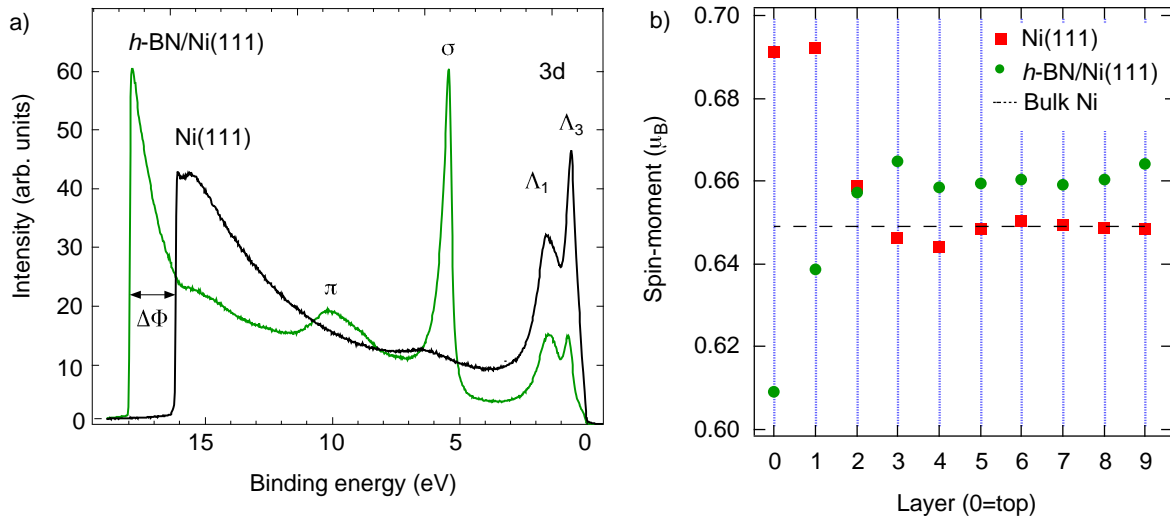 a)
h-BN/Ni(111)
Ni(111)
σ
3d
Λ3
Λ1
π
ΔΦ
Intensity (arb. units)
60
50
40
30
20
10
0
15
10
5
0
Binding energy (eV)
b)
Ni(111)
h-BN/Ni(111)
Bulk Ni
Spin-moment (μB)
0.70
0.68
0.66
0.64
0.62
0.60
0 1 2 3 4 5 6 7 8 9
Layer (0=top)